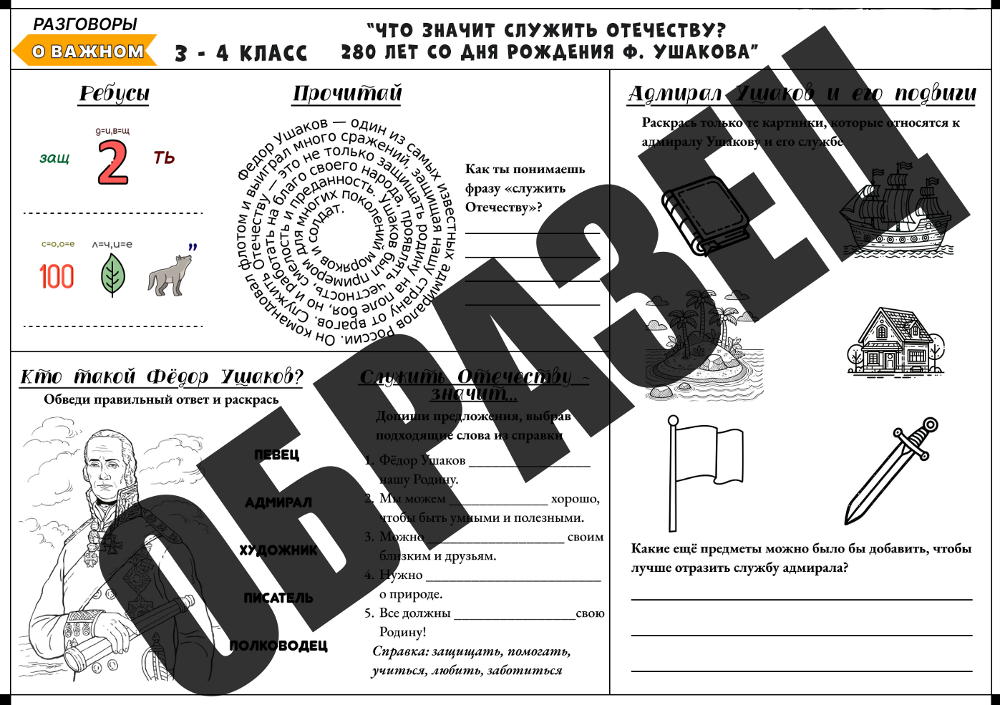 РАЗГОВОРЫ
О ВАЖНОМ
3 - 4 КЛАСС
“ЧТО ЗНАЧИТ СЛУЖИТЬ ОТЕЧЕСТВУ?
280 ЛЕТ СО ДНЯ РОЖДЕНИЯ Ф. УШАКОВА”
Ребусы
д=и,в=щ
защ
2
ть
с=о,о=е
100
л=ч,и=е
”
Прочитай
Федор Ушаков — один из самых известных адмиралов России. Он командовал флотом и выиграл много сражений, защищая нашу страну от врагов. Служить Отечеству — это не только защищать родину на поле боя, но и работать на благо своего народа, проявлять честность, смелость и преданность. Ушаков был примером для многих поколений моряков и солдат.
Как ты понимаешь
фразу «служить
Отечеству»?
Адмирал Ушаков и его подвиги
Раскрась только те картинки, которые относятся к
адмиралу Ушакову и его службе
Какие ещё предметы можно было бы добавить, чтобы
лучше отразить службу адмирала?
Кто такой Фёдор Ушаков?
Обведи правильный ответ и раскрась
ПЕВЕЦ
АДМИРАЛ
ХУДОЖНИК
ПИСАТЕЛЬ
ПОЛКОВОДЕЦ
Служить Отечеству -
значит...
Допиши предложения, выбрав
подходящие слова из справки
1. Фёдор Ушаков ________________
нашу Родину.
2. Мы можем _____________ хорошо,
чтобы быть умными и полезными.
3. Можно __________________ своим
близким и друзьям.
4. Нужно _______________________
о природе.
5. Все должны ________________свою
Родину!
Справка: защищать, помогать,
учиться, любить, заботиться
ОБРАЗЕЦ